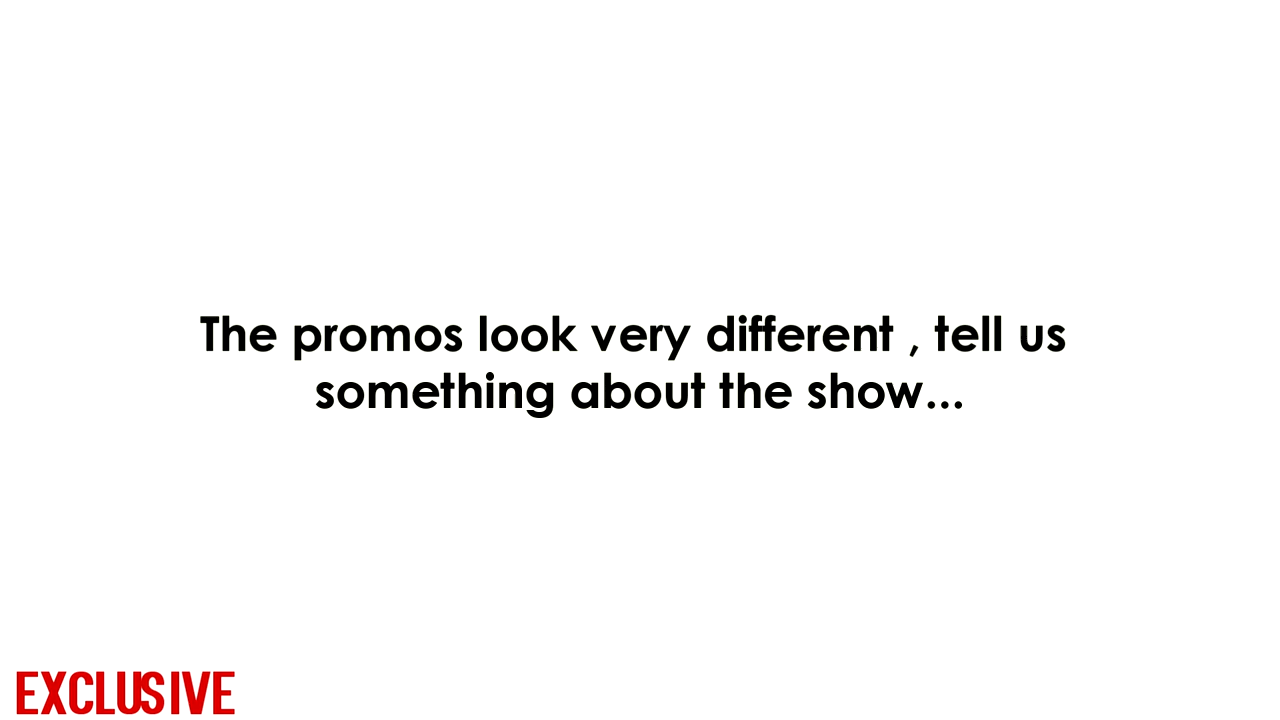 The promos look very different , tell us
something about the show...
EXCLUSIVE